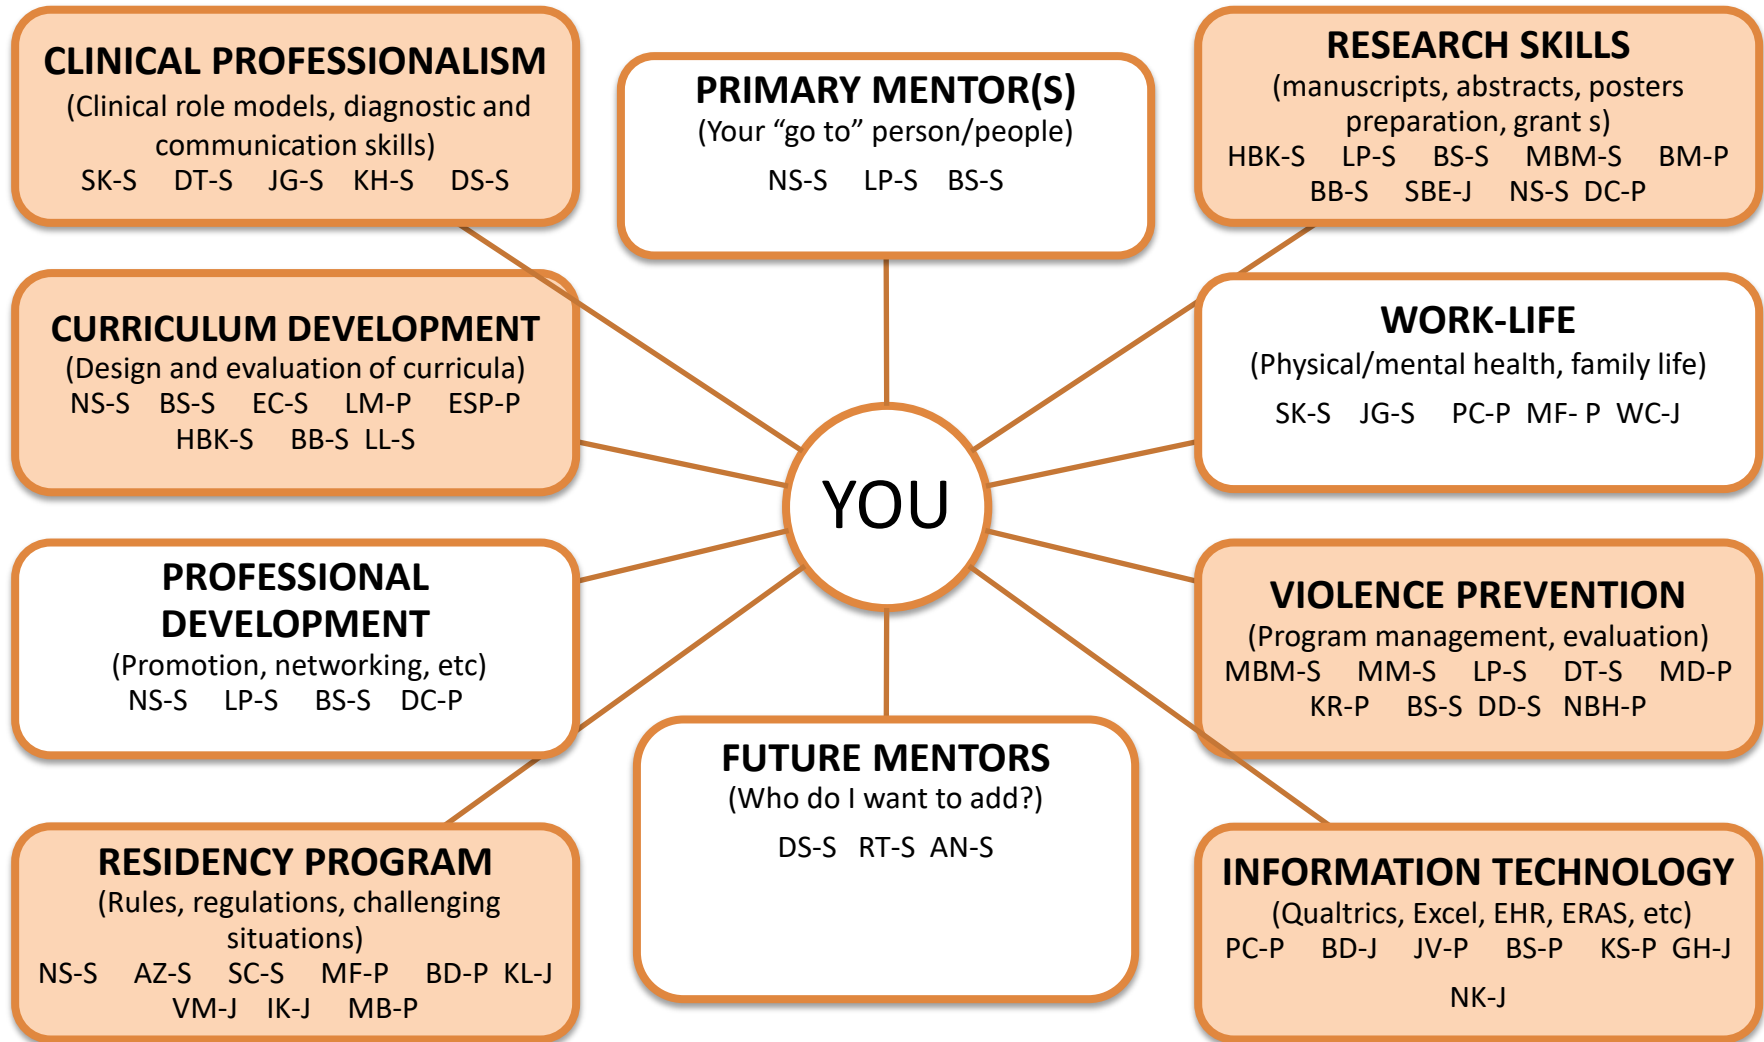 CLINICAL PROFESSIONALISM
(Clinical role models, diagnostic and
communication skills)
SK-S DT-S JG-S KH-S DS-S
PRIMARY MENTOR(S)
(Your “go to” person/people)
NS-S LP-S BS-S
RESEARCH SKILLS
(manuscripts, abstracts, posters
preparation, grant s)
HBK-S LP-S BS-S MBM-S BM-P
BB-S SBE-J NS-S DC-P
CURRICULUM DEVELOPMENT
(Design and evaluation of curricula)
NS-S BS-S EC-S LM-P ESP-P
HBK-S BB-S LL-S
WORK-LIFE
(Physical/mental health, family life)
SK-S JG-S PC-P MF- P WC-J
YOU
PROFESSIONAL
DEVELOPMENT
(Promotion, networking, etc)
NS-S LP-S BS-S DC-P
VIOLENCE PREVENTION
(Program management, evaluation)
MBM-S MM-S LP-S DT-S MD-P
KR-P BS-S DD-S NBH-P
RESIDENCY PROGRAM
(Rules, regulations, challenging
situations)
NS-S AZ-S SC-S MF-P BD-P KL-J
VM-J IK-J MB-P
FUTURE MENTORS
(Who do I want to add?)
DS-S RT-S AN-S
INFORMATION TECHNOLOGY
(Qualtrics, Excel, EHR, ERAS, etc)
PC-P BD-J JV-P BS-P KS-P GH-J
NK-J